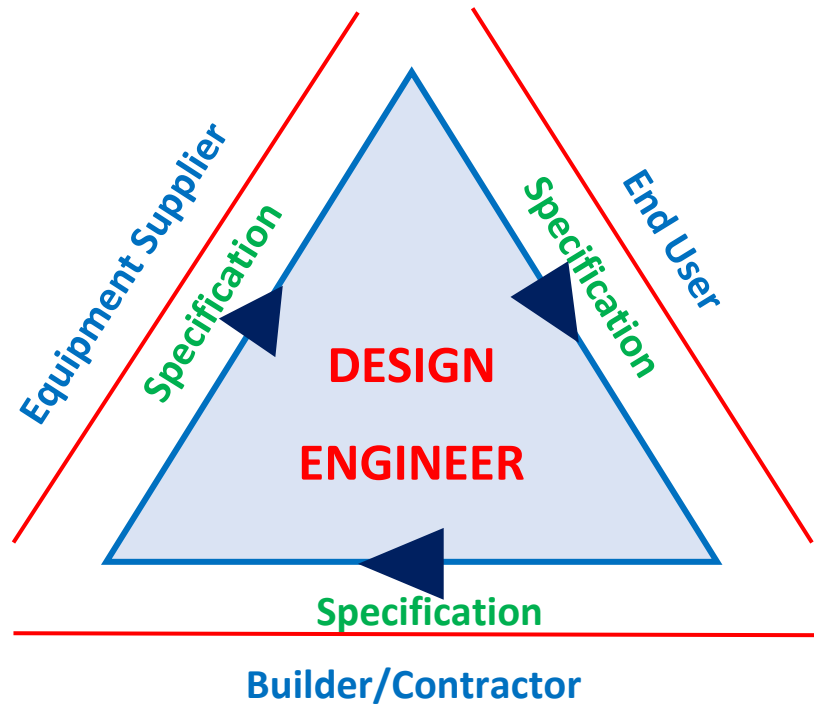 Equipment Supplier
Specification
Specification
End User
DESIGN
ENGINEER
Specification
Builder/Contractor